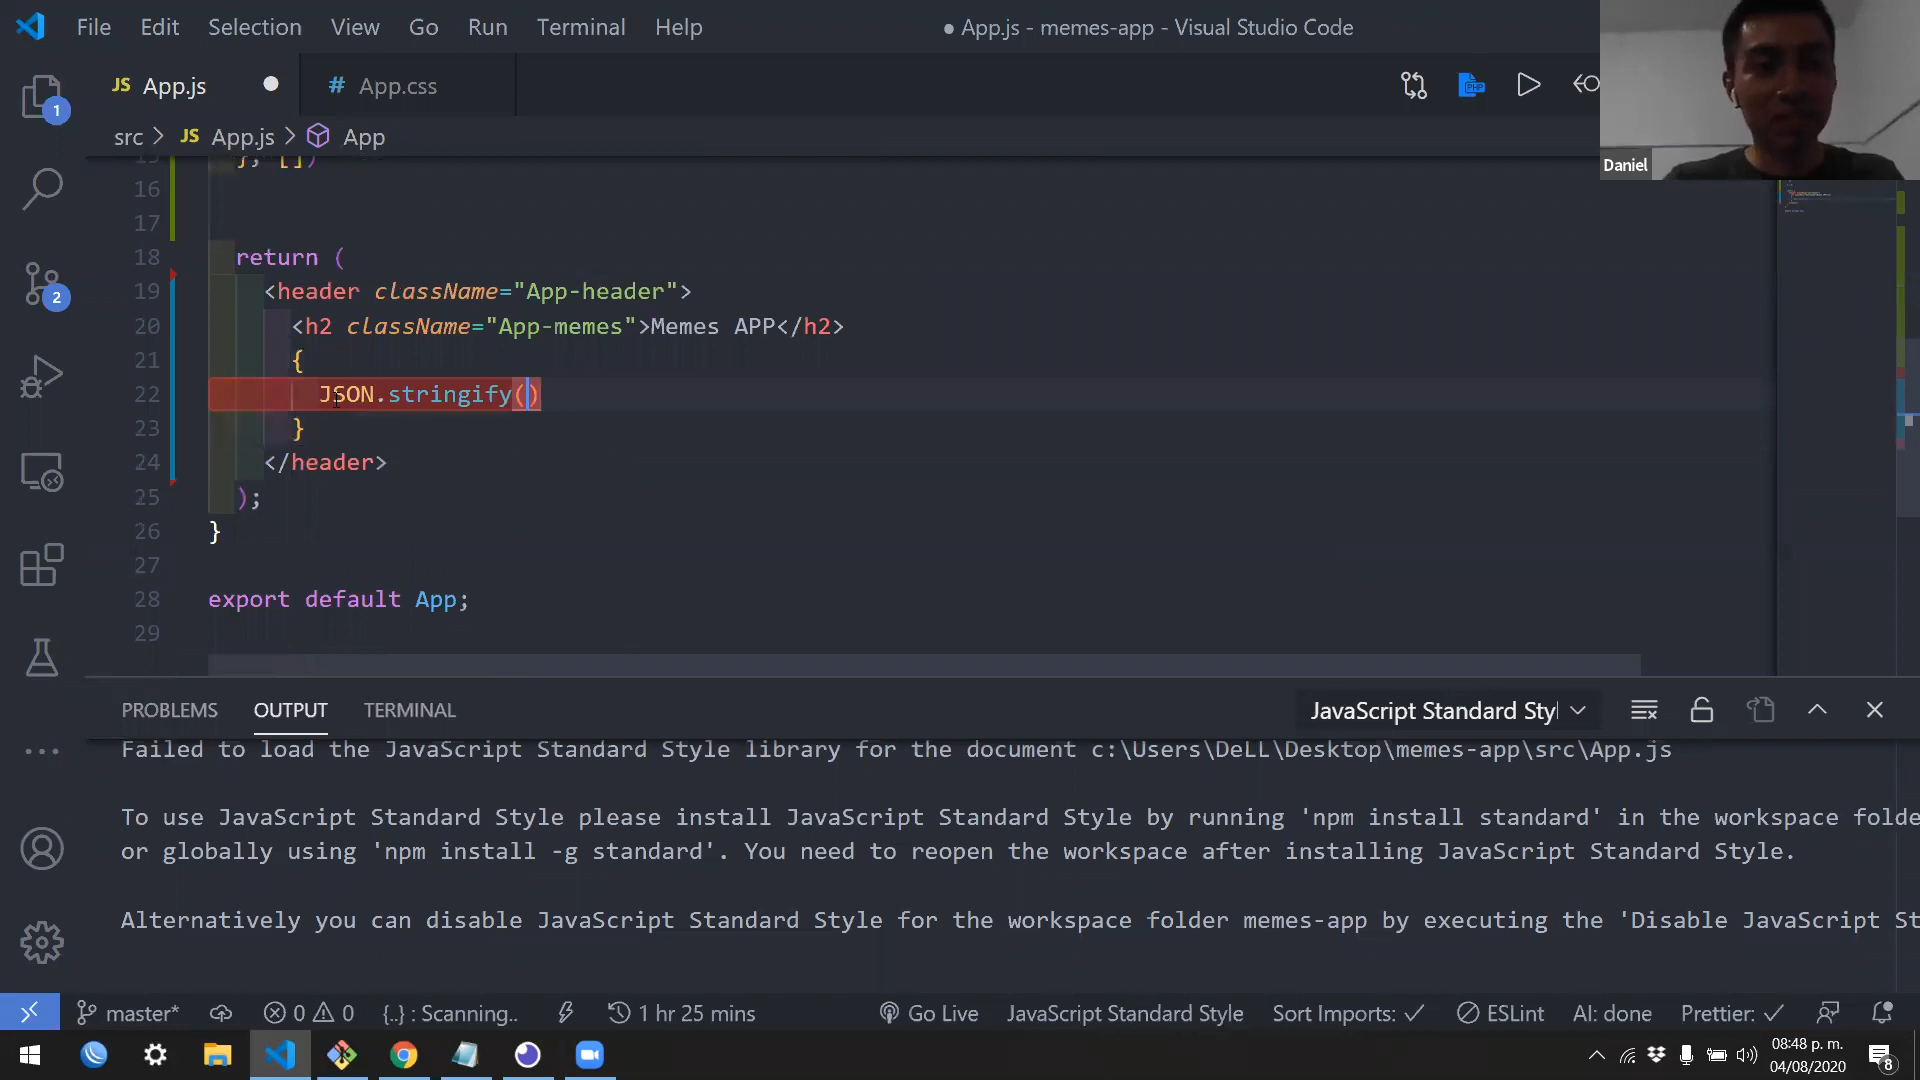 File Edit Selection View Go Run Terminal Help
● App.js - memes-app - Visual Studio Code
JS App.js
# App.css
PHP
Daniel
src > JS App.js > App
1
2
15 }, [])
16
17
18 return (
19 <header className="App-header">
20 <h2 className="App-memes">Memes APP</h2>
21 {
22 JSON.stringify()
23 }
24 </header>
25 );
26 }
27
28 export default App;
29
PROBLEMS OUTPUT TERMINAL
JavaScript Standard Styl
Failed to load the JavaScript Standard Style library for the document c:\Users\DeLL\Desktop\memes-app\src\App.js
To use JavaScript Standard Style please install JavaScript Standard Style by running 'npm install standard' in the workspace folde
or globally using 'npm install -g standard'. You need to reopen the workspace after installing JavaScript Standard Style.
Alternatively you can disable JavaScript Standard Style for the workspace folder memes-app by executing the 'Disable JavaScript St
master* 0 0 {..} : Scanning.. 1 hr 25 mins Go Live JavaScript Standard Style Sort Imports: ✓ ESLint AI: done Prettier: ✓
08:48 p. m.
04/08/2020
8